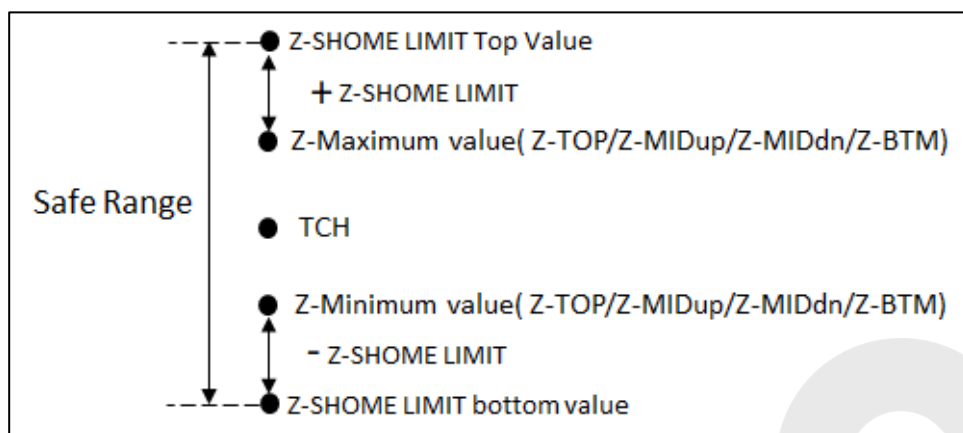 Z-SHOME LIMIT Top Value
+ Z-SHOME LIMIT
Z-Maximum value( Z-TOP/Z-MIDup/Z-MIDdn/Z-BTM)
Safe Range
TCH
Z-Minimum value( Z-TOP/Z-MIDup/Z-MIDdn/Z-BTM)
- Z-SHOME LIMIT
Z-SHOME LIMIT bottom value